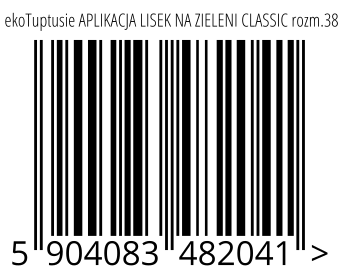 ekoTuptusie APLIKACJA LISEK NA ZIELENI CLASSIC rozm.38
5 904083 482041 >